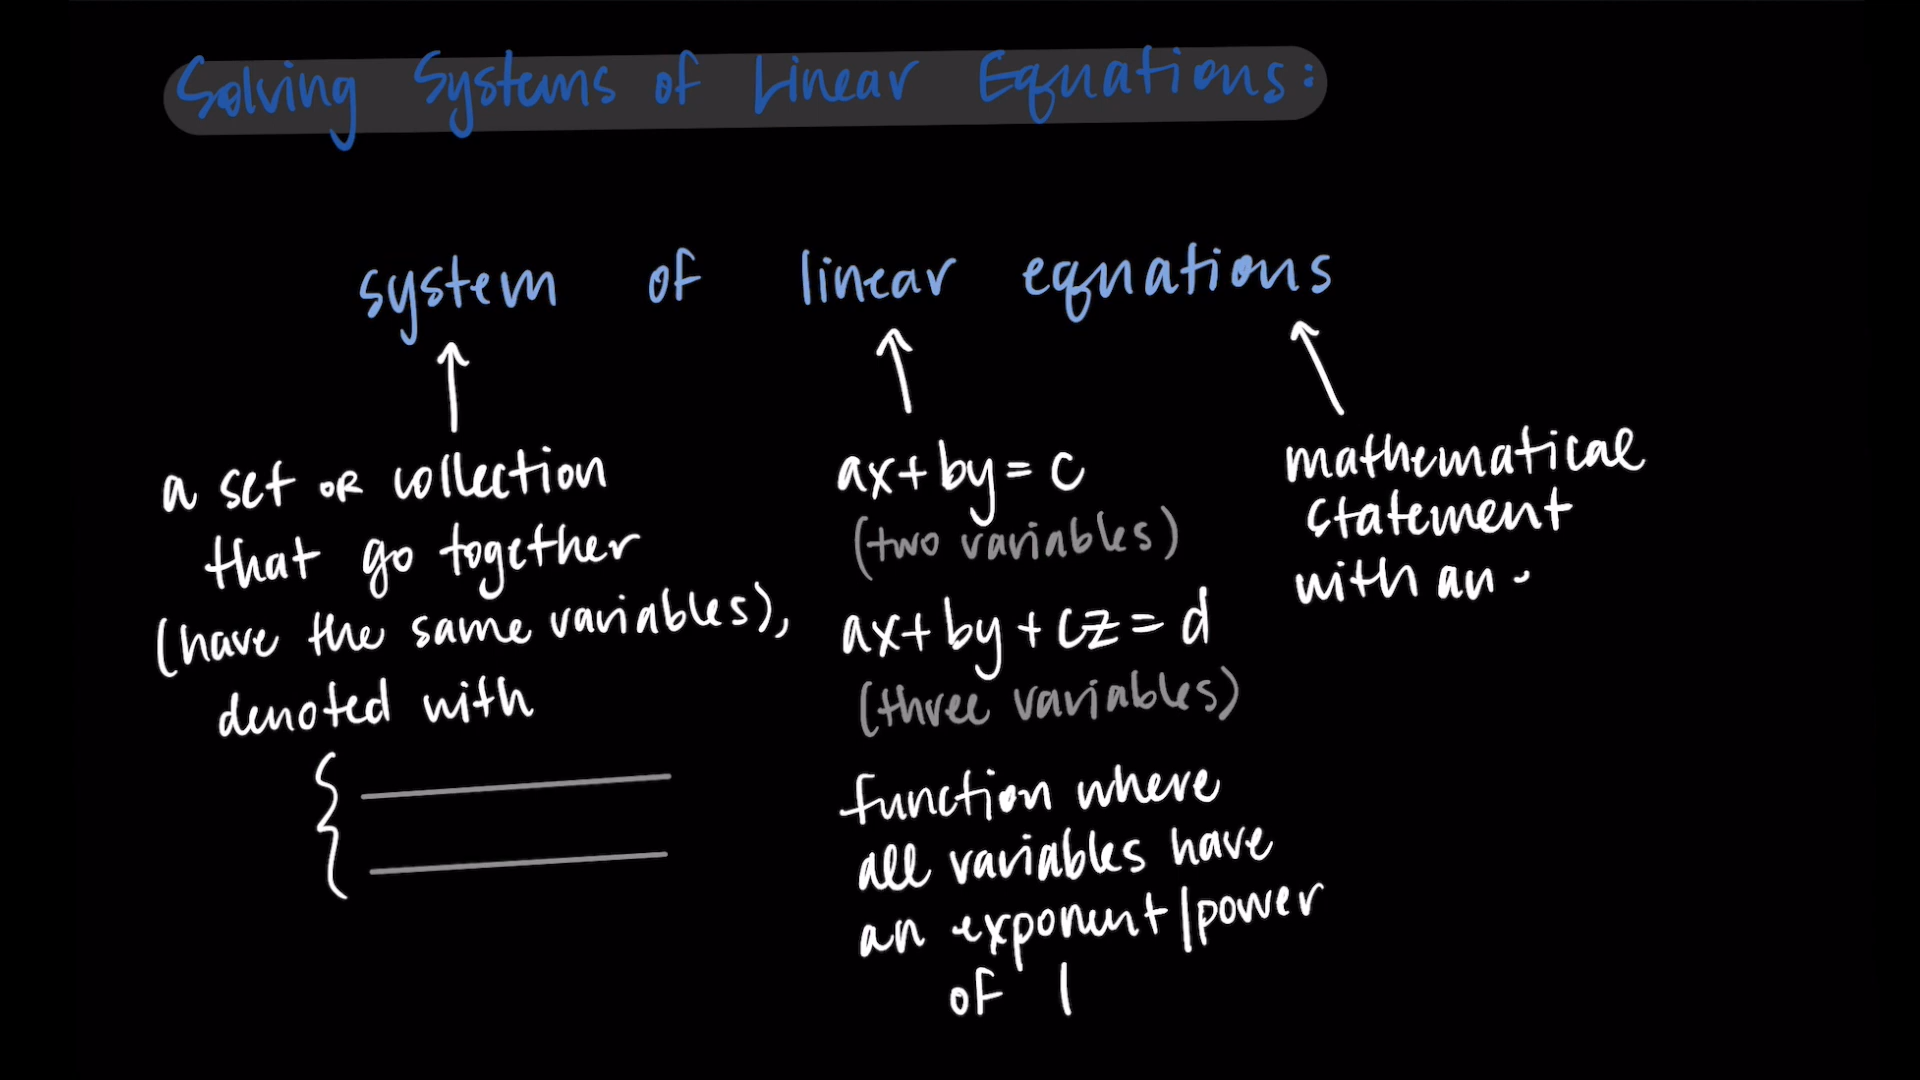 Solving Systems of Linear Equations:
system of linear equations
a set OR collection
that go together
(have the same variables),
denoted with
{
ax+by=c
(two variables)
ax+by+cz=d
(three variables)
function where
all variables have
an exponent/power
of 1
mathematical
statement
with an